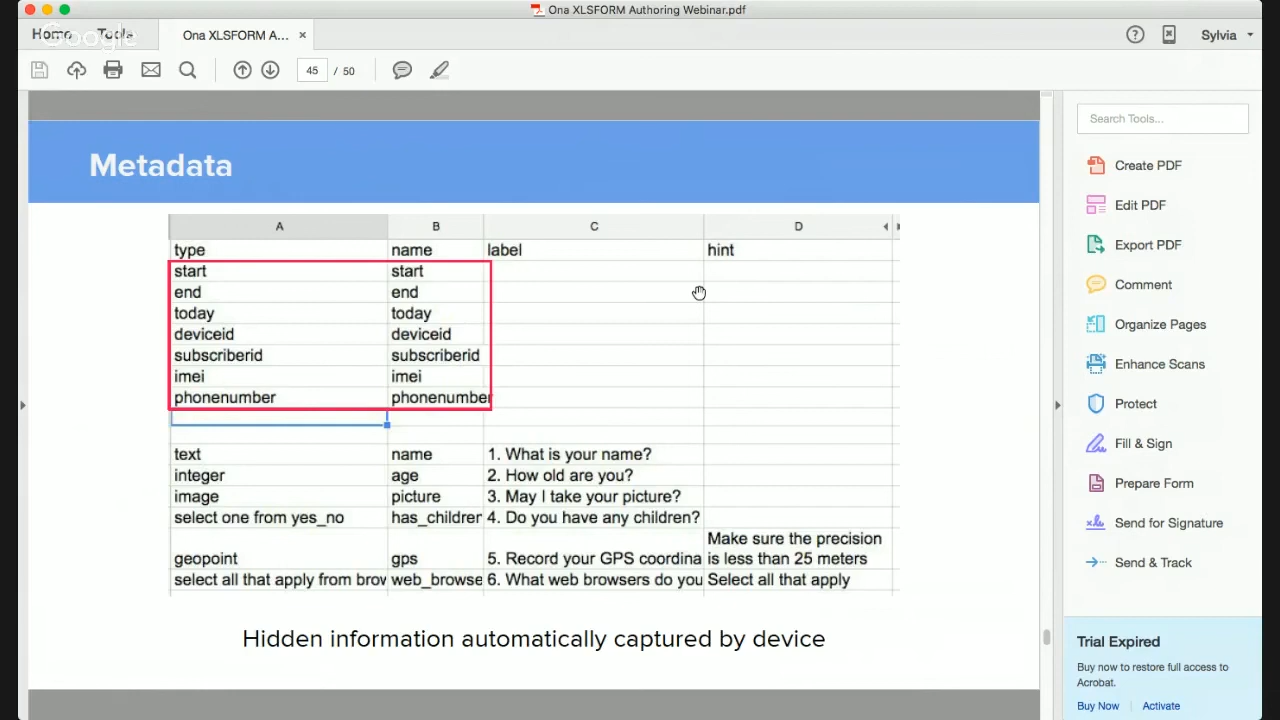 Ona XLSFORM Authoring Webinar.pdf
Home Tools Ona XLSFORM A... × Sylvia
Google
45 / 50
Search Tools...
Metadata
Create PDF
Edit PDF
Export PDF
Comment
Organize Pages
Enhance Scans
Protect
Fill & Sign
Prepare Form
Send for Signature
Send & Track
A B C D
type name label hint
start start
end end
today today
deviceid deviceid
subscriberid subscriberid
imei imei
phonenumber phonenumber
text name 1. What is your name?
integer age 2. How old are you?
image picture 3. May I take your picture?
select one from yes_no has_children 4. Do you have any children?
geopoint gps 5. Record your GPS coordina Make sure the precision
is less than 25 meters
select all that apply from brow web_browse 6. What web browsers do you Select all that apply
Hidden information automatically captured by device
Trial Expired
Buy now to restore full access to
Acrobat.
Buy Now Activate